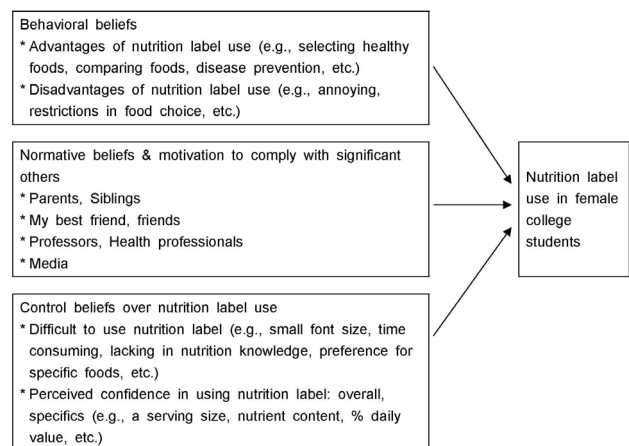 Behavioral beliefs
* Advantages of nutrition label use (e.g., selecting healthy
foods, comparing foods, disease prevention, etc.)
* Disadvantages of nutrition label use (e.g., annoying,
restrictions in food choice, etc.)
Normative beliefs & motivation to comply with significant
others
* Parents, Siblings
* My best friend, friends
* Professors, Health professionals
* Media
Control beliefs over nutrition label use
* Difficult to use nutrition label (e.g., small font size, time
consuming, lacking in nutrition knowledge, preference for
specific foods, etc.)
* Perceived confidence in using nutrition label: overall,
specifics (e.g., a serving size, nutrient content, % daily
value, etc.)
Nutrition label
use in female
college
students